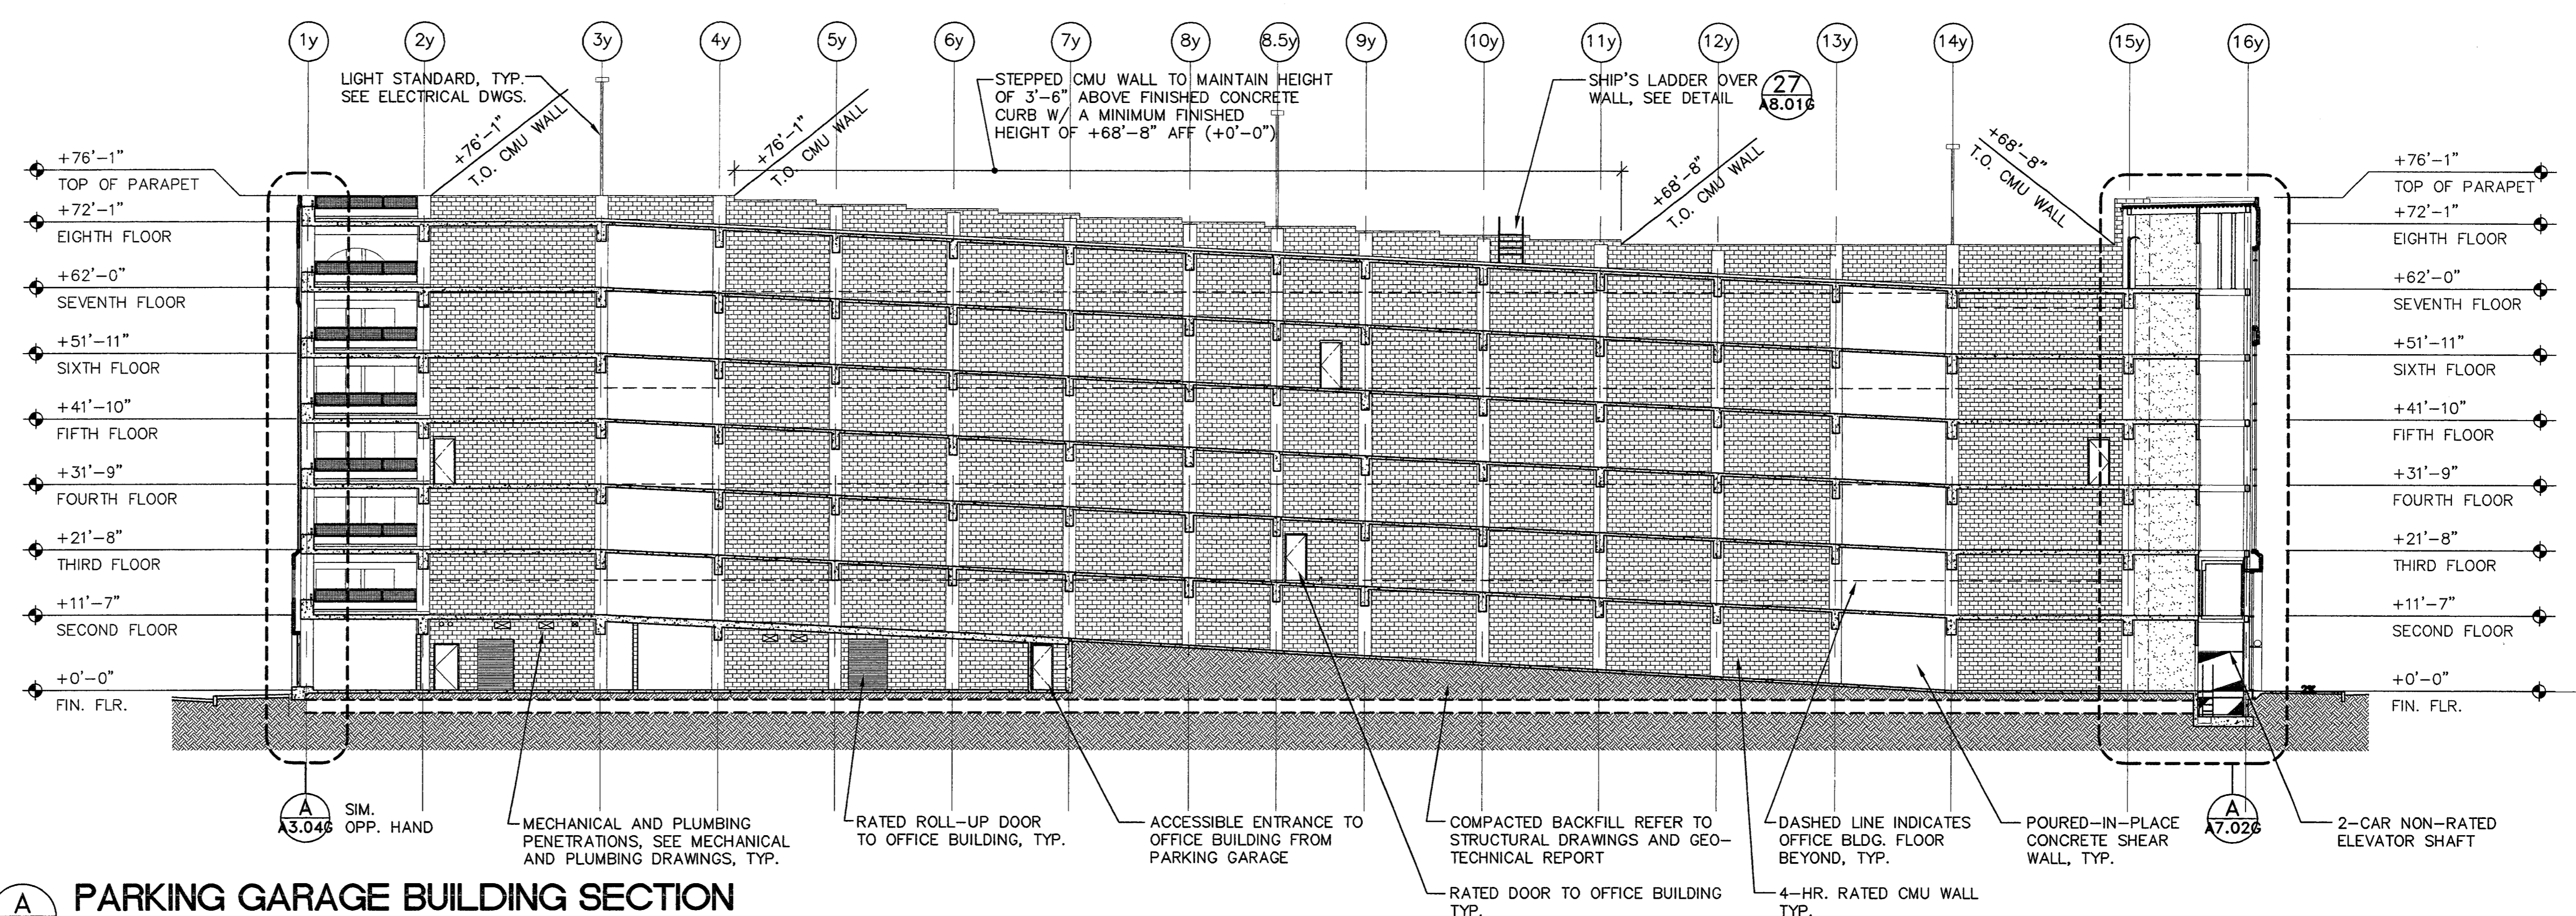 1y 2y 3y 4y 5y 6y 7y 8y 8.5y 9y 10y 11y 12y 13y 14y 15y 16y
LIGHT STANDARD, TYP.
SEE ELECTRICAL DWGS.
STEPPED CMU WALL TO MAINTAIN HEIGHT
OF 3'-6" ABOVE FINISHED CONCRETE
CURB W/ A MINIMUM FINISHED
HEIGHT OF +68'-8" AFF (+0'-0")
SHIP'S LADDER OVER
WALL, SEE DETAIL
27
A8.01G
+76'-1"
T.O. CMU WALL
+76'-1"
T.O. CMU WALL
+68'-8"
T.O. CMU WALL
+68'-8"
T.O. CMU WALL
+76'-1"
TOP OF PARAPET
+72'-1"
EIGHTH FLOOR
+62'-0"
SEVENTH FLOOR
+51'-11"
SIXTH FLOOR
+41'-10"
FIFTH FLOOR
+31'-9"
FOURTH FLOOR
+21'-8"
THIRD FLOOR
+11'-7"
SECOND FLOOR
+0'-0"
FIN. FLR.
+76'-1"
TOP OF PARAPET
+72'-1"
EIGHTH FLOOR
+62'-0"
SEVENTH FLOOR
+51'-11"
SIXTH FLOOR
+41'-10"
FIFTH FLOOR
+31'-9"
FOURTH FLOOR
+21'-8"
THIRD FLOOR
+11'-7"
SECOND FLOOR
+0'-0"
FIN. FLR.
A
A3.04G
SIM.
OPP. HAND
MECHANICAL AND PLUMBING
PENETRATIONS, SEE MECHANICAL
AND PLUMBING DRAWINGS, TYP.
RATED ROLL-UP DOOR
TO OFFICE BUILDING, TYP.
ACCESSIBLE ENTRANCE TO
OFFICE BUILDING FROM
PARKING GARAGE
COMPACTED BACKFILL REFER TO
STRUCTURAL DRAWINGS AND GEO-
TECHNICAL REPORT
RATED DOOR TO OFFICE BUILDING
TYP.
DASHED LINE INDICATES
OFFICE BLDG. FLOOR
BEYOND, TYP.
4-HR. RATED CMU WALL
TYP.
POURED-IN-PLACE
CONCRETE SHEAR
WALL, TYP.
A
A7.02G
2-CAR NON-RATED
ELEVATOR SHAFT
A
PARKING GARAGE BUILDING SECTION